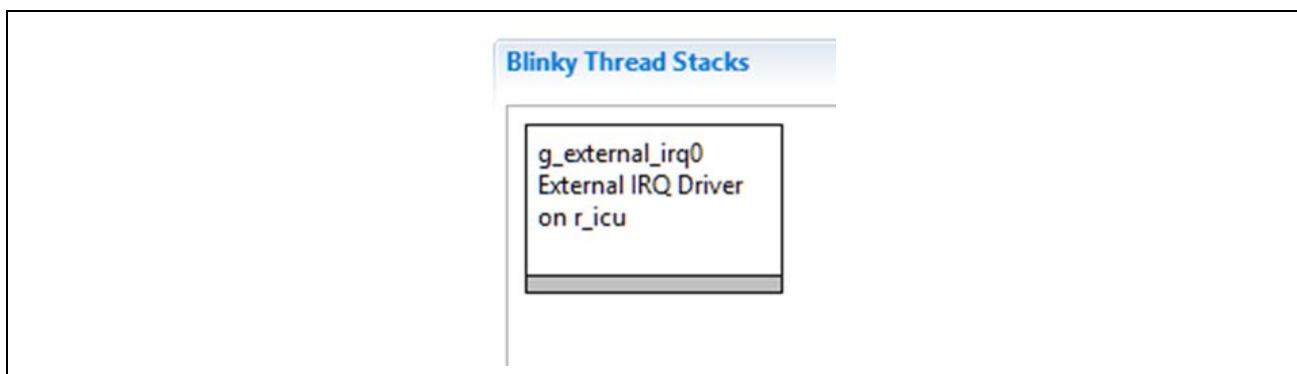 Blinky Thread Stacks
g_external_irq0
External IRQ Driver
on r_icu